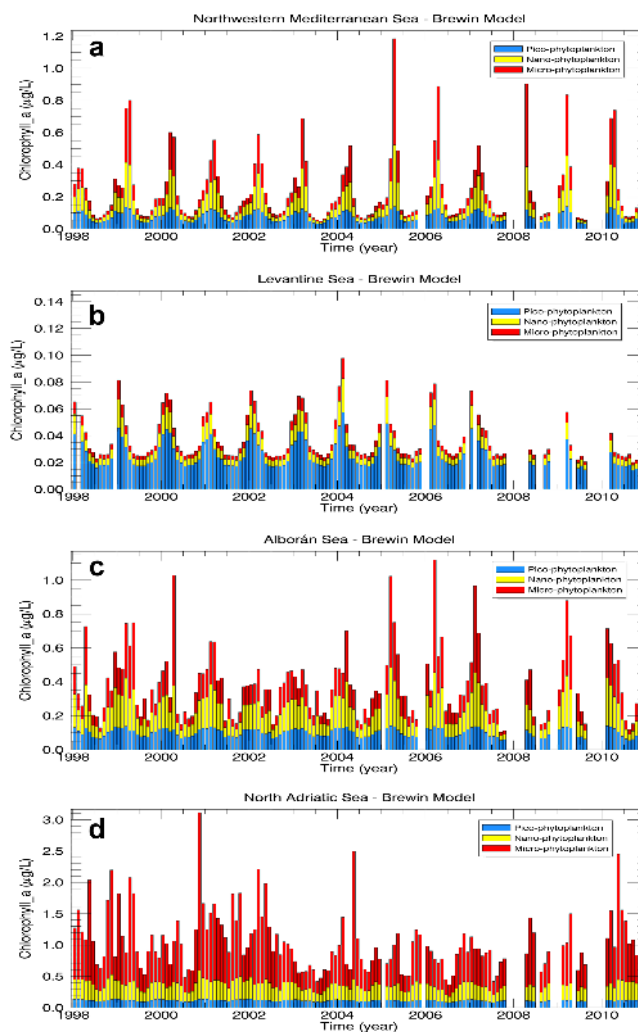 Northwestern Mediterranean Sea - Brewin Model
a
Pico-phytoplankton
Nano-phytoplankton
Micro-phytoplankton
Chlorophyll_a (µg/L)
1.2
1.0
0.8
0.6
0.4
0.2
0.0
1998 2000 2002 2004 2006 2008 2010
Time (year)
Levantine Sea - Brewin Model
b
Pico-phytoplankton
Nano-phytoplankton
Micro-phytoplankton
Chlorophyll_a (µg/L)
0.14
0.12
0.10
0.08
0.06
0.04
0.02
0.00
1998 2000 2002 2004 2006 2008 2010
Time (year)
Alborán Sea - Brewin Model
c
Pico-phytoplankton
Nano-phytoplankton
Micro-phytoplankton
Chlorophyll_a (µg/L)
1.0
0.8
0.6
0.4
0.2
0.0
1998 2000 2002 2004 2006 2008 2010
Time (year)
North Adriatic Sea - Brewin Model
d
Pico-phytoplankton
Nano-phytoplankton
Micro-phytoplankton
Chlorophyll_a (µg/L)
3.0
2.5
2.0
1.5
1.0
0.5
0.0
1998 2000 2002 2004 2006 2008 2010
Time (year)